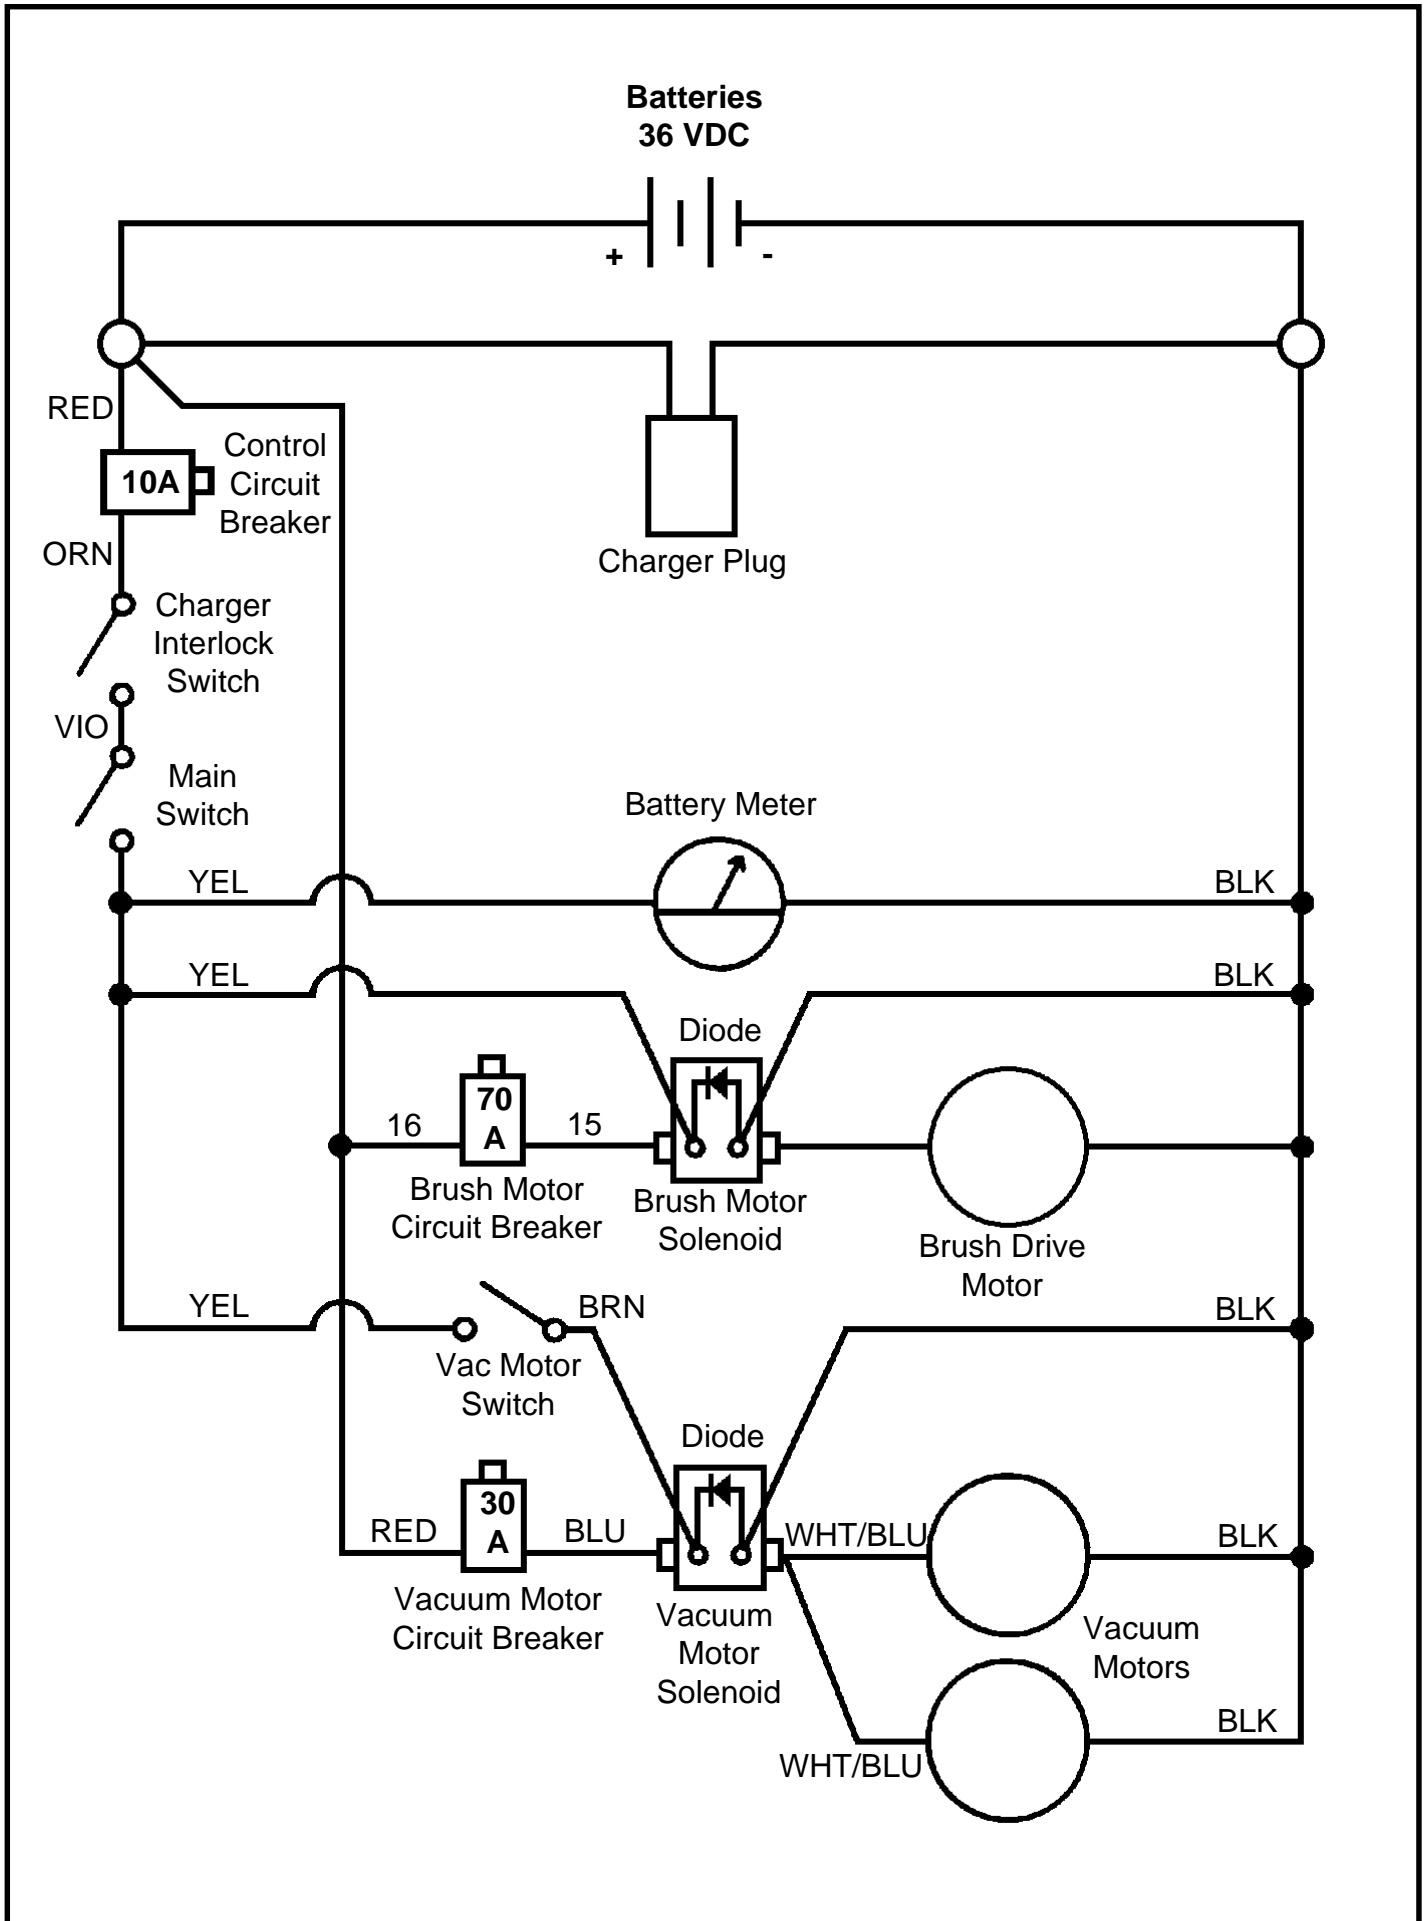 Batteries
36 VDC
+ -
RED
Control
Circuit
Breaker
10A
ORN
Charger Plug
Charger
Interlock
Switch
VIO
Main
Switch
Battery Meter
YEL
BLK
YEL
BLK
Diode
70
A
16
15
Brush Motor
Circuit Breaker
Brush Motor
Solenoid
Brush Drive
Motor
YEL
BRN
BLK
Vac Motor
Switch
Diode
30
A
RED
BLU
WHT/BLU
BLK
Vacuum Motor
Circuit Breaker
Vacuum
Motor
Solenoid
Vacuum
Motors
WHT/BLU
BLK